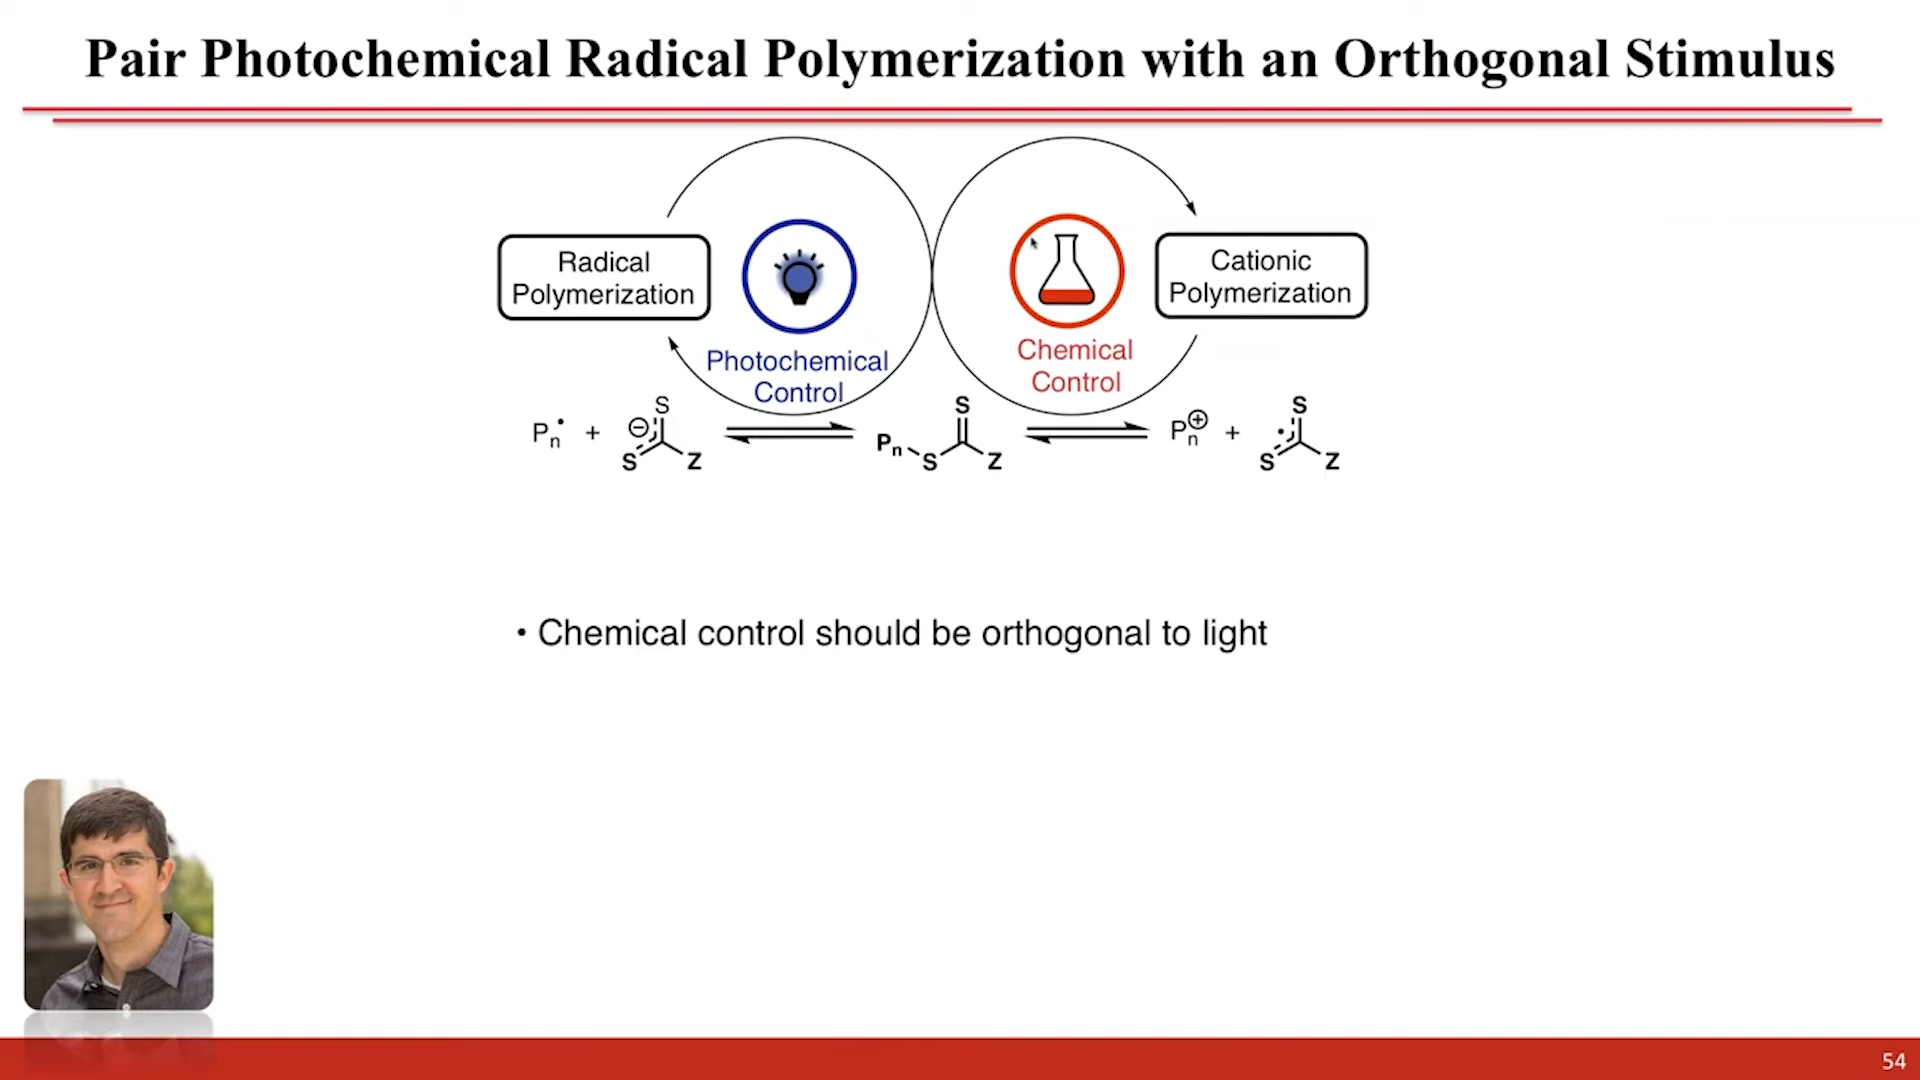 Pair Photochemical Radical Polymerization with an Orthogonal Stimulus
Radical
Polymerization
Photochemical
Control
Chemical
Control
Cationic
Polymerization
Pn• + ⊖ S S Z
Pn S S Z
Pn⊕ + • S S Z
• Chemical control should be orthogonal to light
54